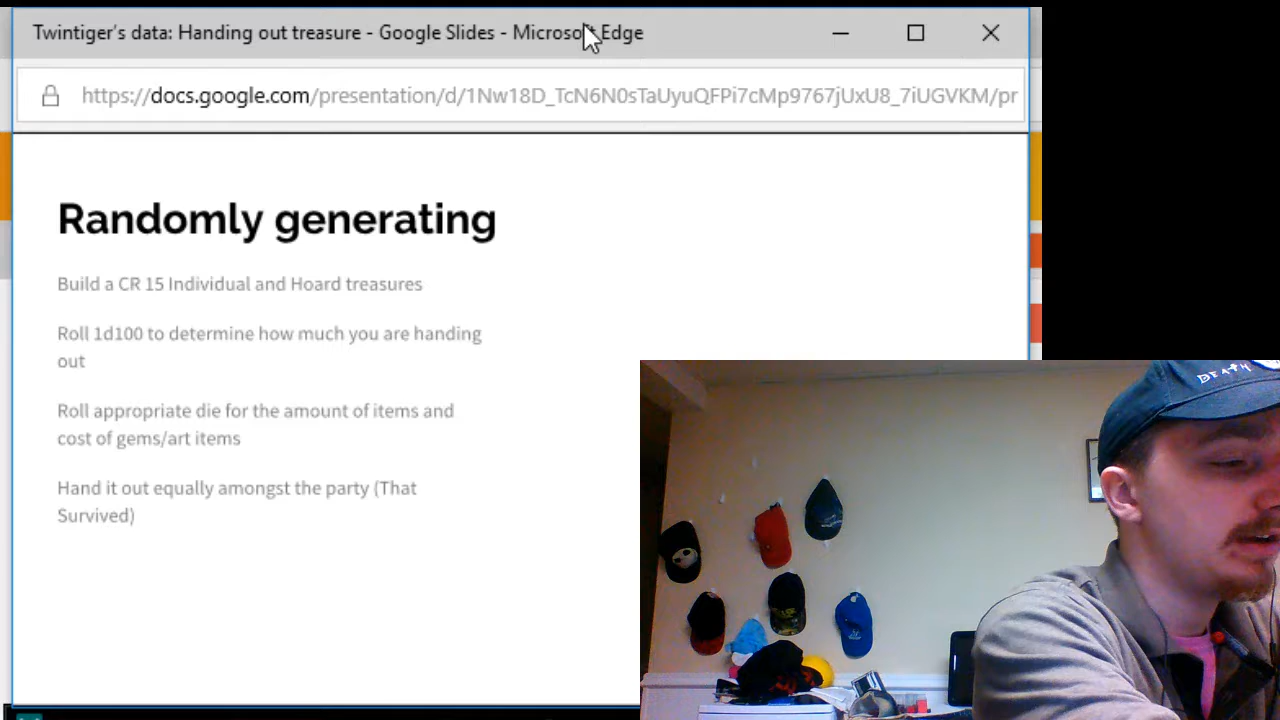 Twintiger's data: Handing out treasure - Google Slides - Microsoft Edge
https://docs.google.com/presentation/d/1Nw18D_TcN6N0sTaUyuQFPi7cMp9767jUxU8_7iUGVKM/pr
Randomly generating
Build a CR 15 Individual and Hoard treasures
Roll 1d100 to determine how much you are handing
out
Roll appropriate die for the amount of items and
cost of gems/art items
Hand it out equally amongst the party (That
Survived)
DEATH